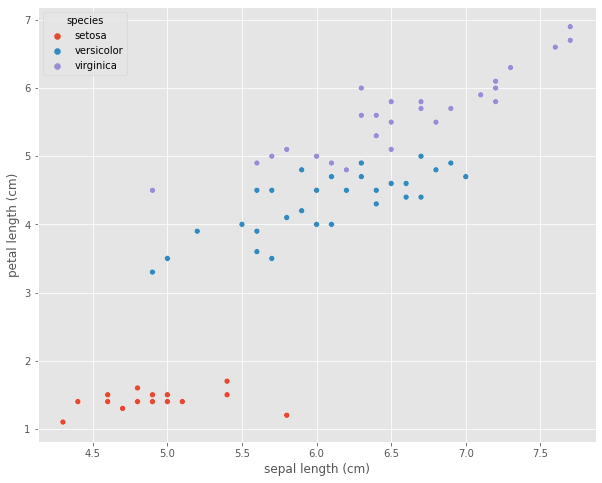 species
setosa
versicolor
virginica
7
6
5
4
3
2
1
petal length (cm)
4.5 5.0 5.5 6.0 6.5 7.0 7.5
sepal length (cm)